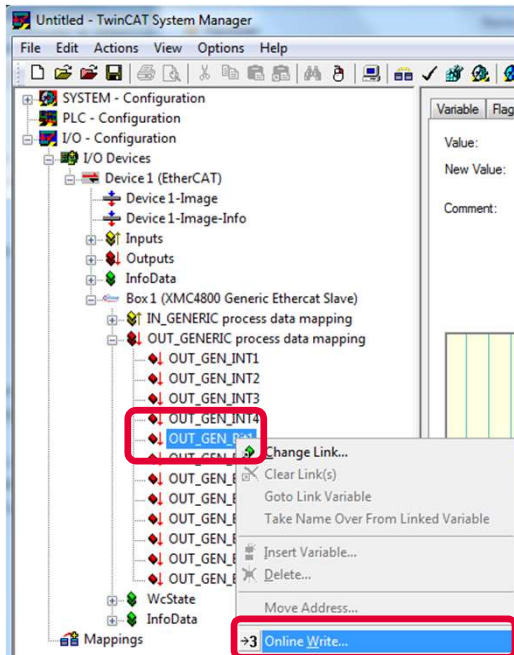 Untitled - TwinCAT System Manager
File Edit Actions View Options Help
SYSTEM - Configuration
PLC - Configuration
I/O - Configuration
I/O Devices
Device 1 (EtherCAT)
Device 1-Image
Device 1-Image-Info
Inputs
Outputs
InfoData
Box 1 (XMC4800 Generic Ethercat Slave)
IN_GENERIC process data mapping
OUT_GENERIC process data mapping
OUT_GEN_INT1
OUT_GEN_INT2
OUT_GEN_INT3
OUT_GEN_INT4
WcState
InfoData
Mappings
Variable
Value:
New Value:
Comment:
Change Link...
Clear Link(s)
Goto Link Variable
Take Name Over From Linked Variable
Insert Variable...
Delete...
Move Address...
→3 Online Write...